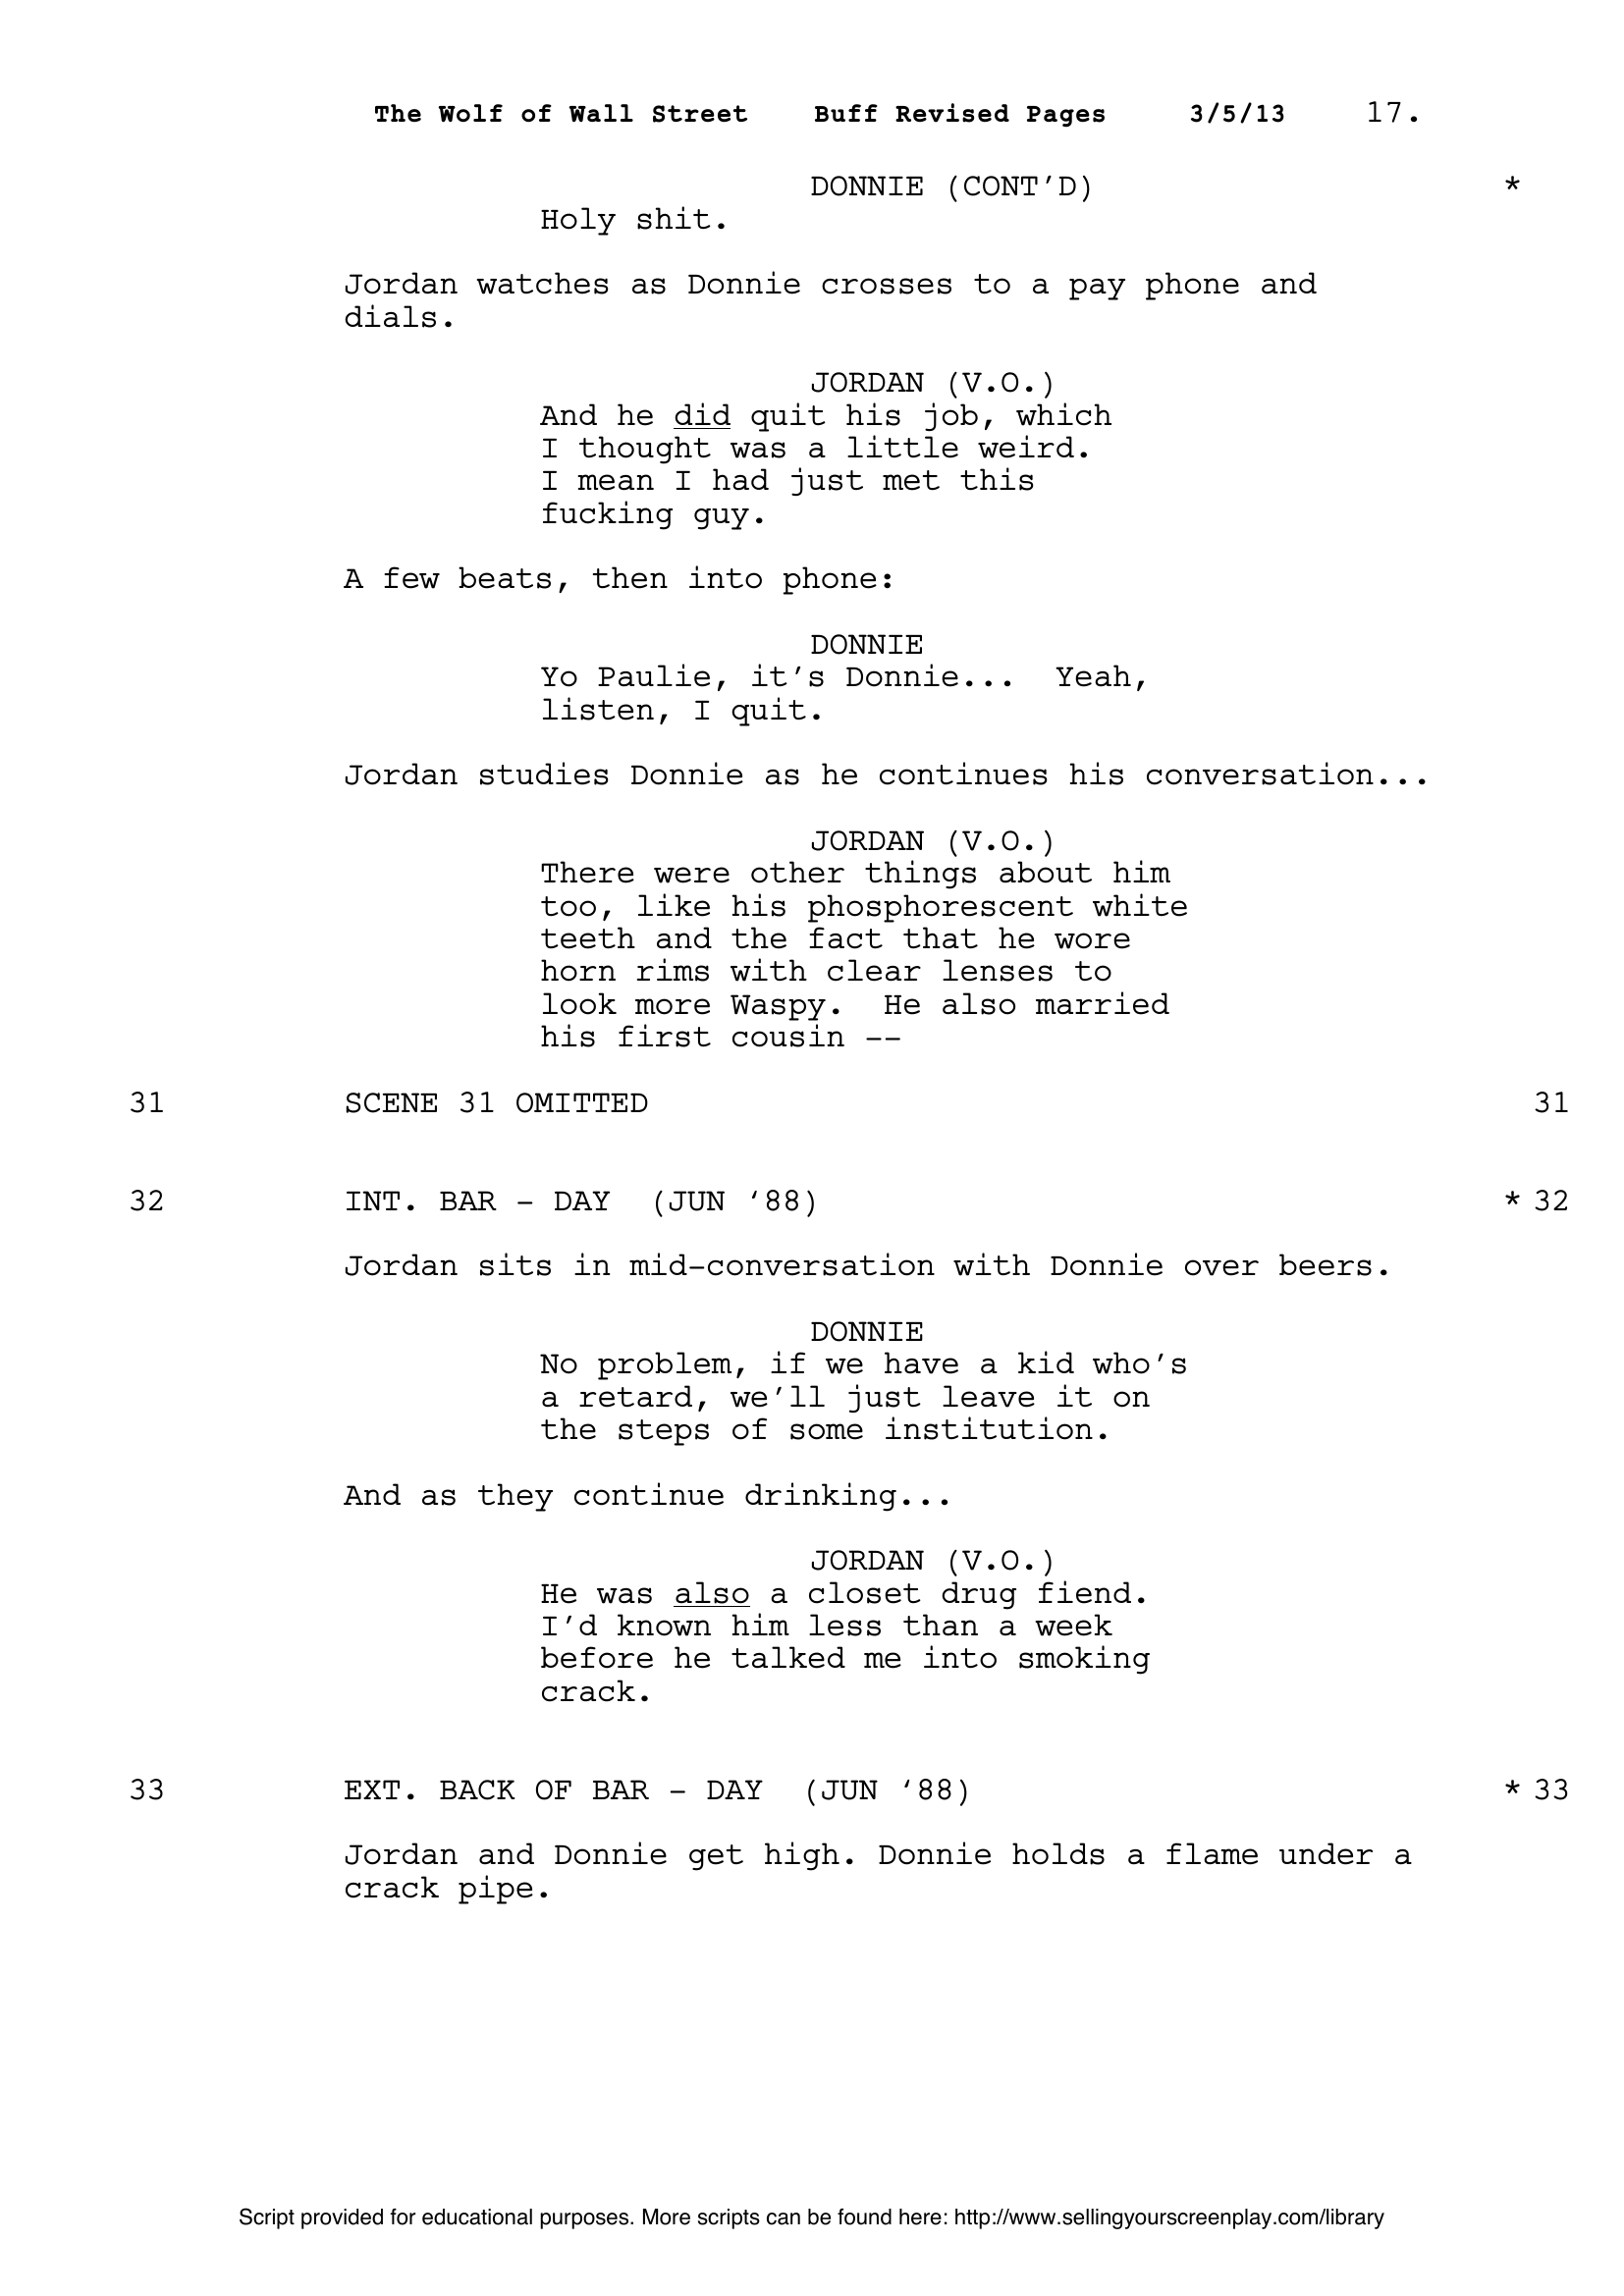 The Wolf of Wall Street Buff Revised Pages 3/5/13 17.
DONNIE (CONT'D) *
Holy shit.
Jordan watches as Donnie crosses to a pay phone and
dials.
JORDAN (V.O.)
And he did quit his job, which
I thought was a little weird.
I mean I had just met this
fucking guy.
A few beats, then into phone:
DONNIE
Yo Paulie, it's Donnie... Yeah,
listen, I quit.
Jordan studies Donnie as he continues his conversation...
JORDAN (V.O.)
There were other things about him
too, like his phosphorescent white
teeth and the fact that he wore
horn rims with clear lenses to
look more Waspy. He also married
his first cousin --
31 SCENE 31 OMITTED 31
32 INT. BAR - DAY (JUN ‘88) * 32
Jordan sits in mid-conversation with Donnie over beers.
DONNIE
No problem, if we have a kid who's
a retard, we'll just leave it on
the steps of some institution.
And as they continue drinking...
JORDAN (V.O.)
He was also a closet drug fiend.
I'd known him less than a week
before he talked me into smoking
crack.
33 EXT. BACK OF BAR - DAY (JUN ‘88) * 33
Jordan and Donnie get high. Donnie holds a flame under a
crack pipe.
Script provided for educational purposes. More scripts can be found here: http://www.sellingyourscreenplay.com/library